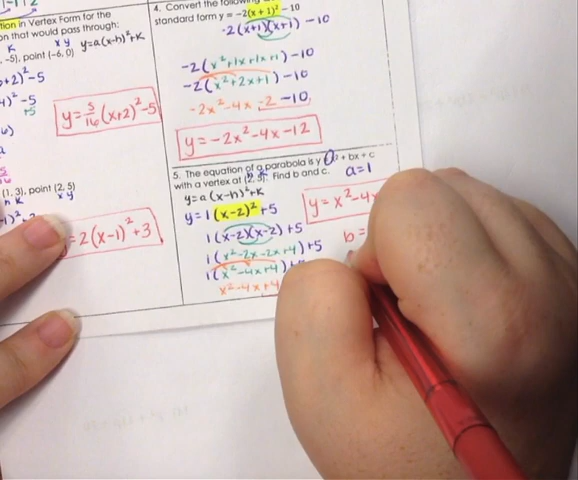 tion in Vertex Form for the
on that would pass through:
K x y y=a(x-h)²+K
, -5), point (-6, 0)
+2)²-5
)²-5
+5
y=5/16(x+2)²-5
(1, 3), point (2, 5)
h K x y
=2(x-1)²+3
4. Convert the following
standard form y = -2(x + 1)² - 10
-2(x+1)(x+1) -10
-2(x²+1x+1x+1)-10
-2(x²+2x+1)-10
-2x²-4x-2-10
y=-2x²-4x-12
5. The equation of a parabola is y + bx + c
with a vertex at (2, 5). Find b and c.
a=1
y=a(x-h)²+K
y=1(x-2)²+5
1(x-2)(x-2)+5
1(x²-2x-2x+4)+5
1(x²-4x+4)
x²-4x+4
y=x²-4x
b=